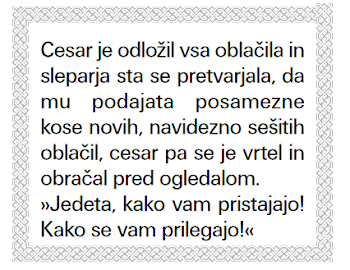 Cesar je odložil vsa oblačila in
sleparja sta se pretvarjala, da
mu podajata posamezne
kose novih, navidezno sešitih
oblačil, cesar pa se je vrtel in
obračal pred ogledalom.
»Jedeta, kako vam pristajajo!
Kako se vam prilegajo!«